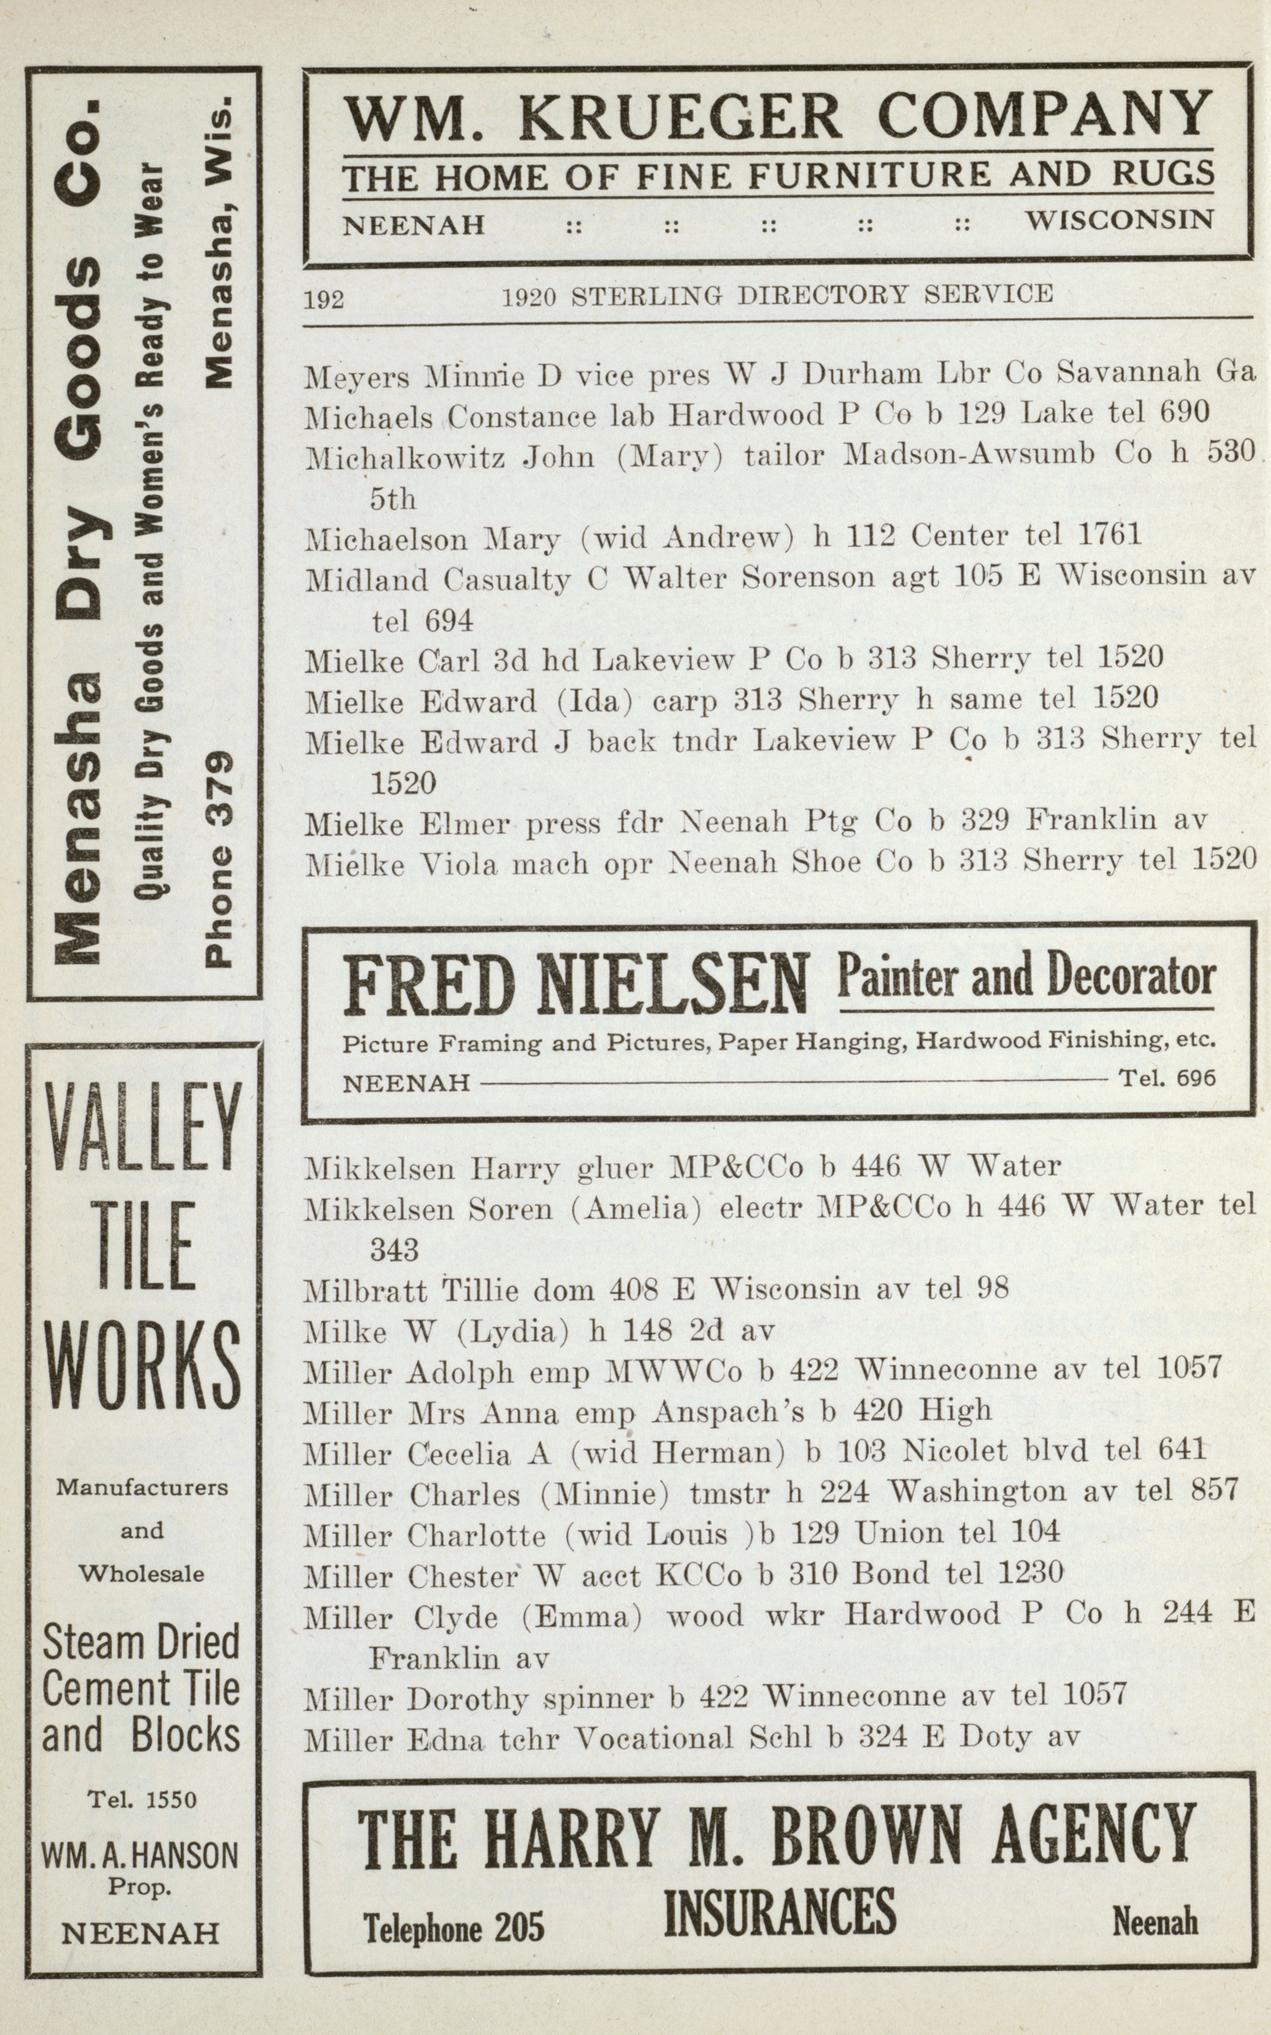 Menasha Dry Goods Co.
Quality Dry Goods and Women's Ready to Wear
Phone 379 Menasha, Wis.
VALLEY
TILE
WORKS
Manufacturers
and
Wholesale
Steam Dried
Cement Tile
and Blocks
Tel. 1550
WM. A. HANSON
Prop.
NEENAH
WM. KRUEGER COMPANY
THE HOME OF FINE FURNITURE AND RUGS
NEENAH :: :: :: :: :: WISCONSIN
192 1920 STERLING DIRECTORY SERVICE
Meyers Minnie D vice pres W J Durham Lbr Co Savannah Ga
Michaels Constance lab Hardwood P Co b 129 Lake tel 690
Michalkowitz John (Mary) tailor Madson-Awsumb Co h 530
5th
Michaelson Mary (wid Andrew) h 112 Center tel 1761
Midland Casualty C Walter Sorenson agt 105 E Wisconsin av
tel 694
Mielke Carl 3d hd Lakeview P Co b 313 Sherry tel 1520
Mielke Edward (Ida) carp 313 Sherry h same tel 1520
Mielke Edward J back tndr Lakeview P Co b 313 Sherry tel
1520
Mielke Elmer press fdr Neenah Ptg Co b 329 Franklin av
Mielke Viola mach opr Neenah Shoe Co b 313 Sherry tel 1520
FRED NIELSEN Painter and Decorator
Picture Framing and Pictures, Paper Hanging, Hardwood Finishing, etc.
NEENAH Tel. 696
Mikkelsen Harry gluer MP&CCo b 446 W Water
Mikkelsen Soren (Amelia) electr MP&CCo h 446 W Water tel
343
Milbratt Tillie dom 408 E Wisconsin av tel 98
Milke W (Lydia) h 148 2d av
Miller Adolph emp MWWCo b 422 Winneconne av tel 1057
Miller Mrs Anna emp Anspach's b 420 High
Miller Cecelia A (wid Herman) b 103 Nicolet blvd tel 641
Miller Charles (Minnie) tmstr h 224 Washington av tel 857
Miller Charlotte (wid Louis )b 129 Union tel 104
Miller Chester W acct KCCo b 310 Bond tel 1230
Miller Clyde (Emma) wood wkr Hardwood P Co h 244 E
Franklin av
Miller Dorothy spinner b 422 Winneconne av tel 1057
Miller Edna tchr Vocational Schl b 324 E Doty av
THE HARRY M. BROWN AGENCY
INSURANCES
Telephone 205 Neenah